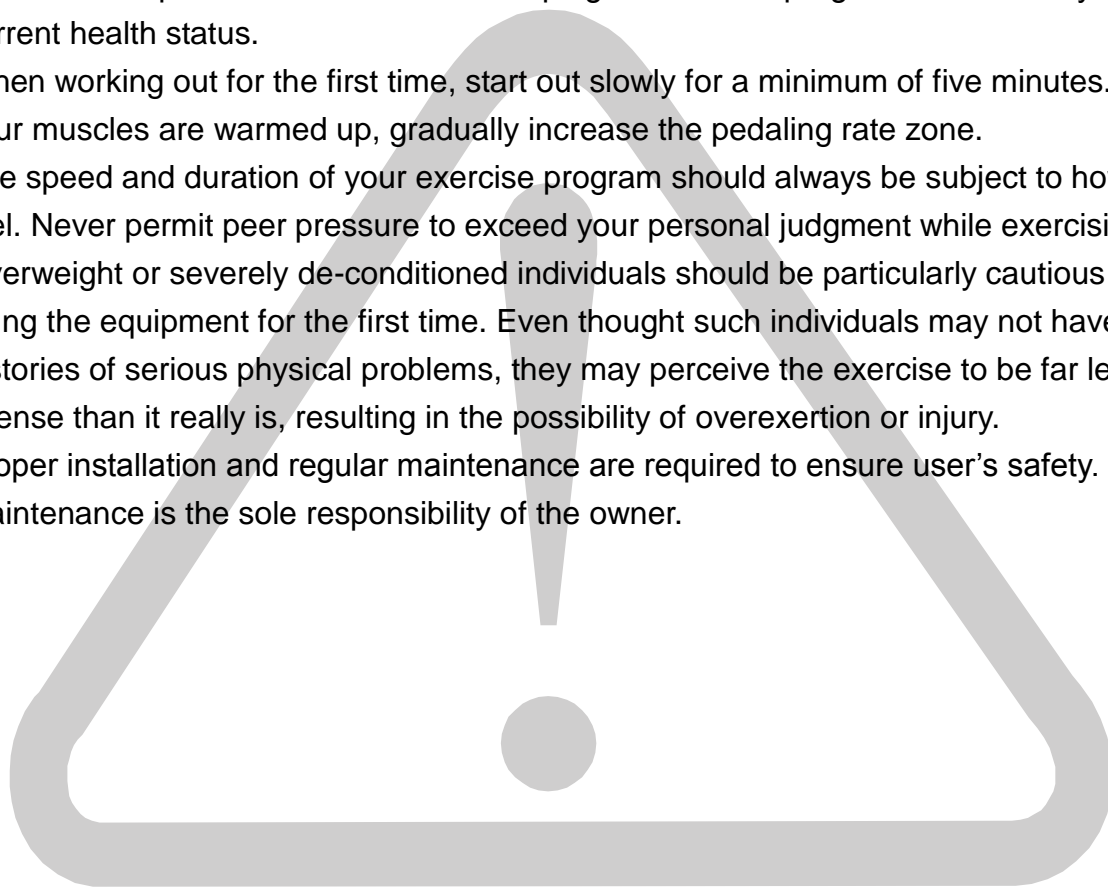 rrent health status.
hen working out for the first time, start out slowly for a minimum of five minutes.
ur muscles are warmed up, gradually increase the pedaling rate zone.
e speed and duration of your exercise program should always be subject to ho
el. Never permit peer pressure to exceed your personal judgment while exercisi
verweight or severely de-conditioned individuals should be particularly cautious
ing the equipment for the first time. Even thought such individuals may not have
stories of serious physical problems, they may perceive the exercise to be far le
ense than it really is, resulting in the possibility of overexertion or injury.
oper installation and regular maintenance are required to ensure user’s safety.
aintenance is the sole responsibility of the owner.